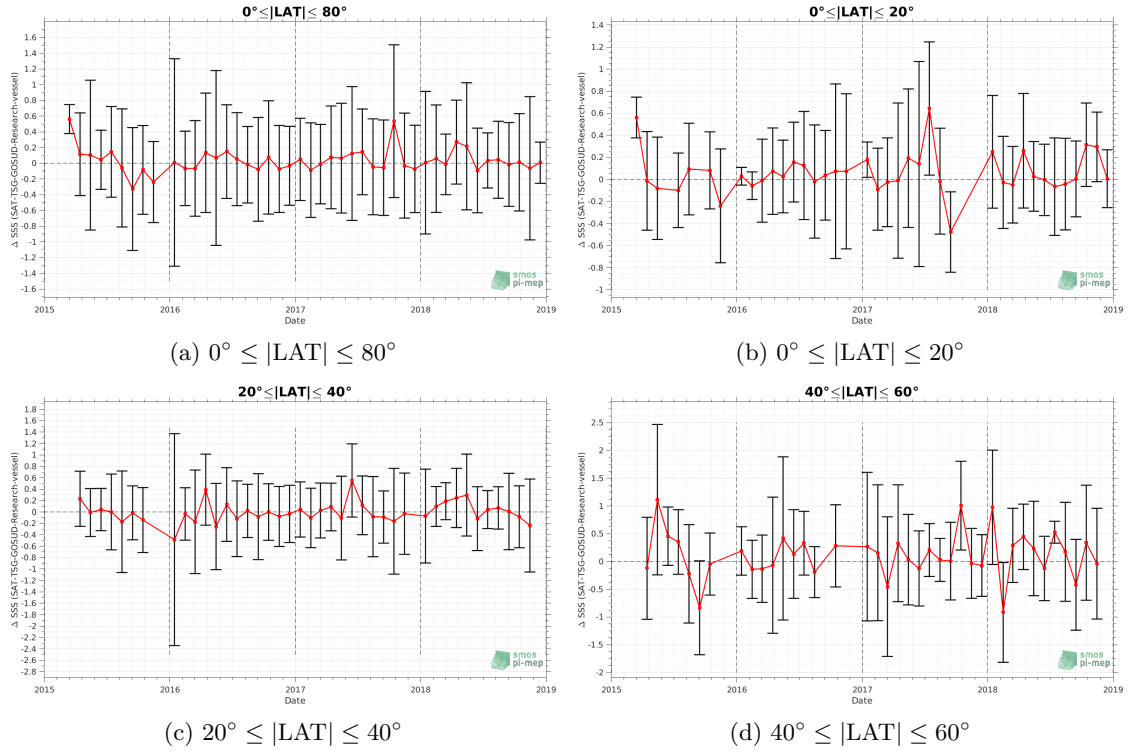 0°≤|LAT|≤ 80°
Δ SSS (SAT-TSG-GOSUD-Research-vessel)
1.6
1.4
1.2
1
0.8
0.6
0.4
0.2
0
-0.2
-0.4
-0.6
-0.8
-1
-1.2
-1.4
-1.6
2015 2016 2017 2018 2019
Date
smos
pi-mep
(a) 0° ≤ |LAT| ≤ 80°
0°≤|LAT|≤ 20°
Δ SSS (SAT-TSG-GOSUD-Research-vessel)
1.4
1.2
1
0.8
0.6
0.4
0.2
0
-0.2
-0.4
-0.6
-0.8
-1
2015 2016 2017 2018 2019
Date
smos
pi-mep
(b) 0° ≤ |LAT| ≤ 20°
20°≤|LAT|≤ 40°
Δ SSS (SAT-TSG-GOSUD-Research-vessel)
1.8
1.6
1.4
1.2
1
0.8
0.6
0.4
0.2
0
-0.2
-0.4
-0.6
-0.8
-1
-1.2
-1.4
-1.6
-1.8
-2
-2.2
-2.4
-2.6
-2.8
2015 2016 2017 2018 2019
Date
smos
pi-mep
(c) 20° ≤ |LAT| ≤ 40°
40°≤|LAT|≤ 60°
Δ SSS (SAT-TSG-GOSUD-Research-vessel)
2.5
2
1.5
1
0.5
0
-0.5
-1
-1.5
-2
2015 2016 2017 2018 2019
Date
smos
pi-mep
(d) 40° ≤ |LAT| ≤ 60°